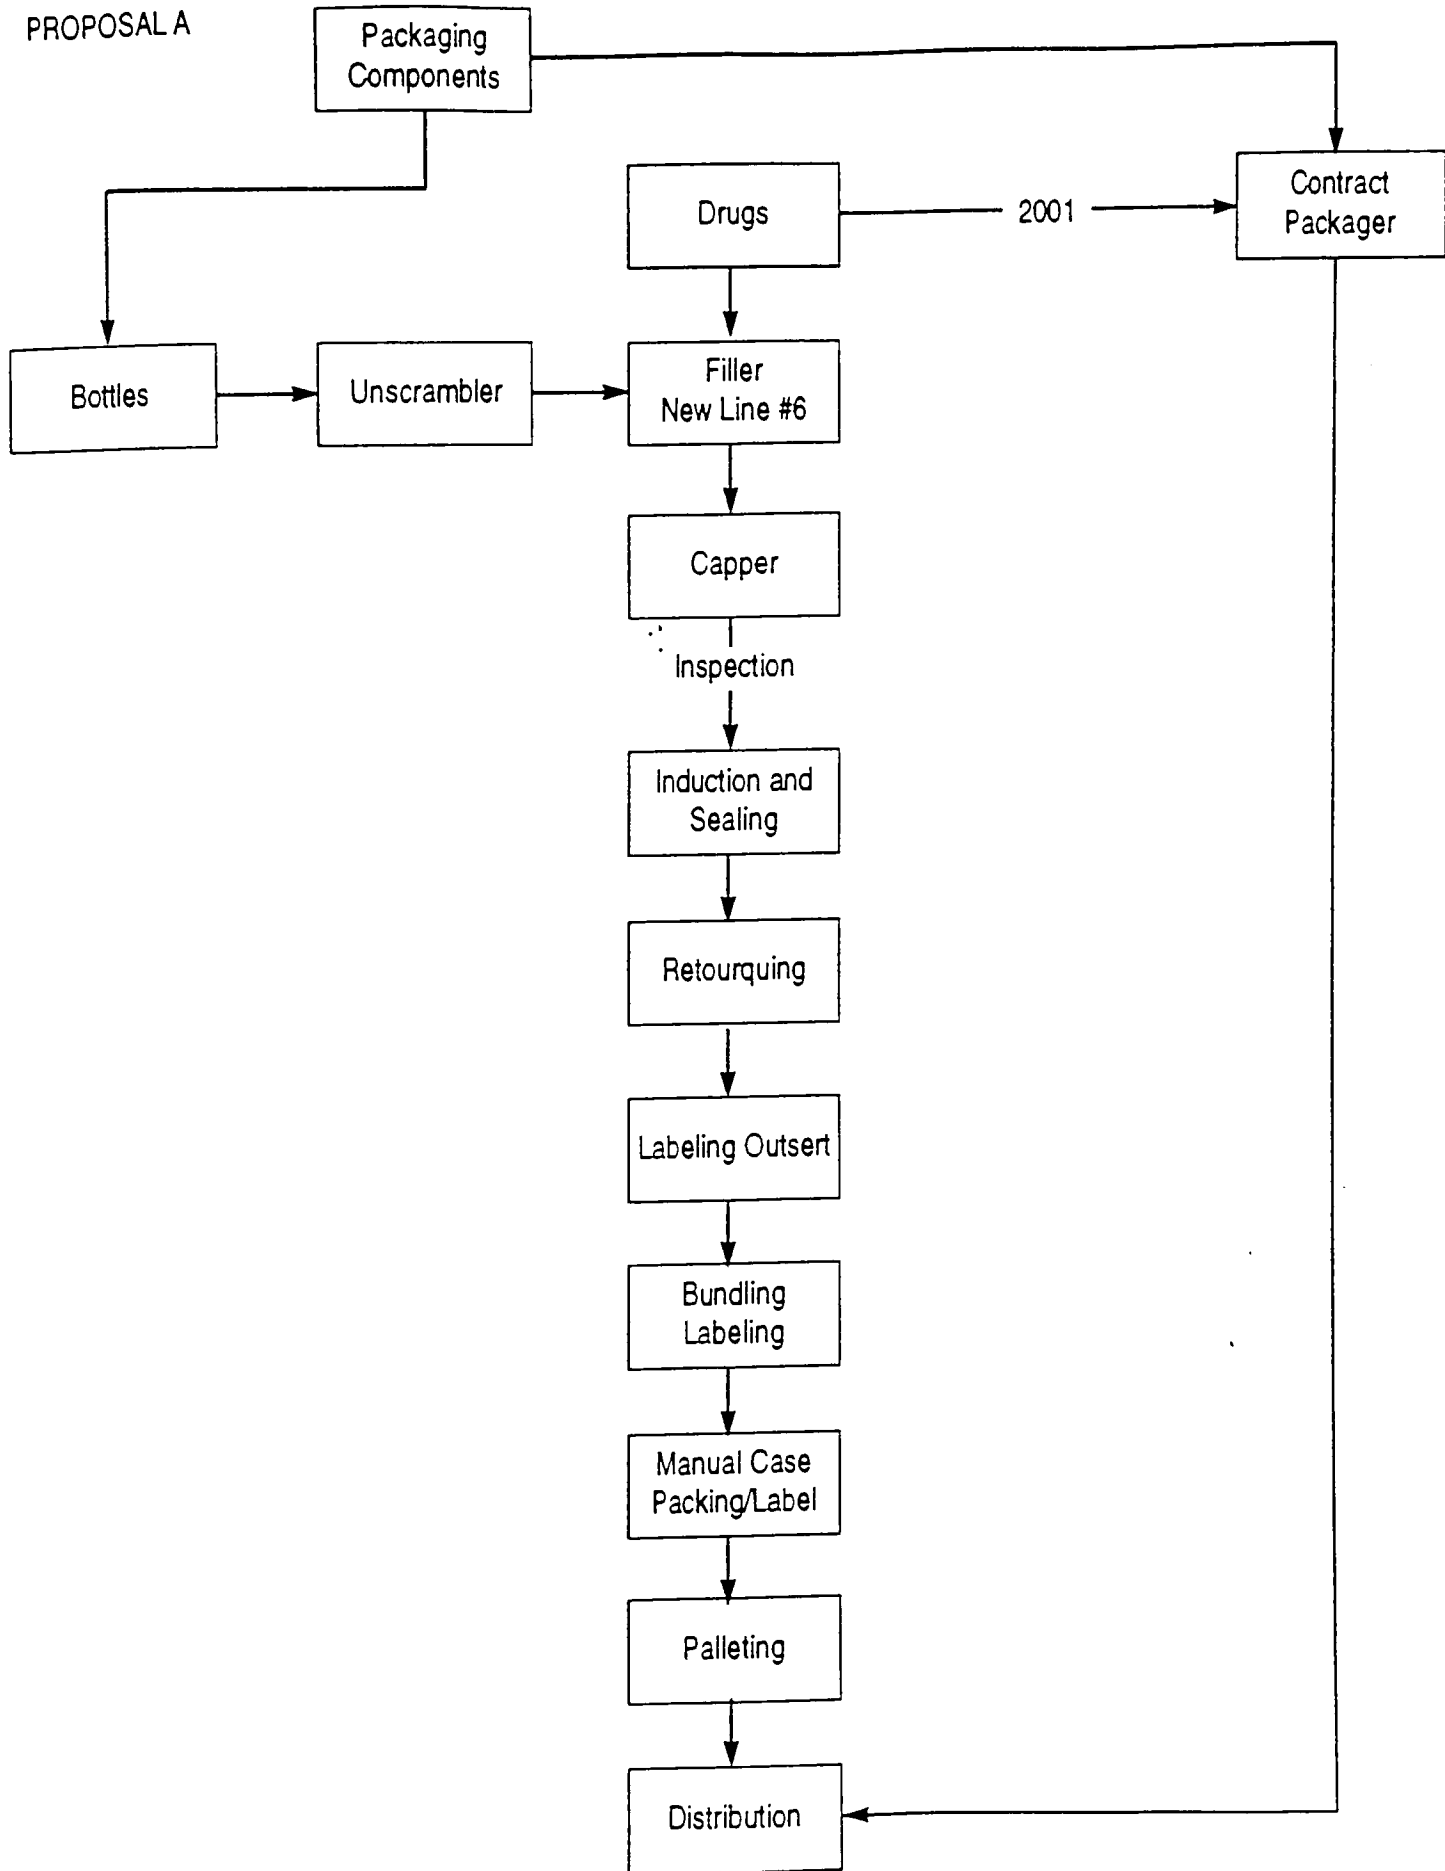 PROPOSAL A
Packaging
Components
Drugs
2001
Contract
Packager
Bottles
Unscrambler
Filler
New Line #6
Capper
Inspection
Induction and
Sealing
Retourquing
Labeling Outsert
Bundling
Labeling
Manual Case
Packing/Label
Palleting
Distribution